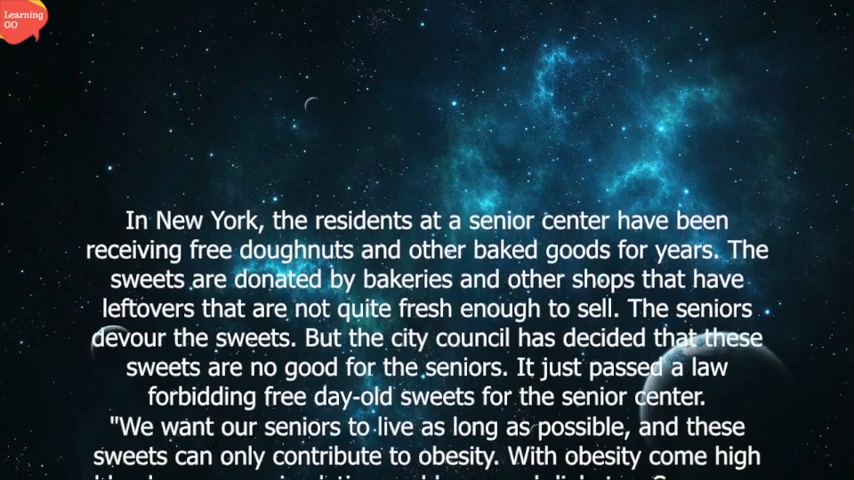 Learning
GO
In New York, the residents at a senior center have been
receiving free doughnuts and other baked goods for years. The
sweets are donated by bakeries and other shops that have
leftovers that are not quite fresh enough to sell. The seniors
devour the sweets. But the city council has decided that these
sweets are no good for the seniors. It just passed a law
forbidding free day-old sweets for the senior center.
"We want our seniors to live as long as possible, and these
sweets can only contribute to obesity. With obesity come high